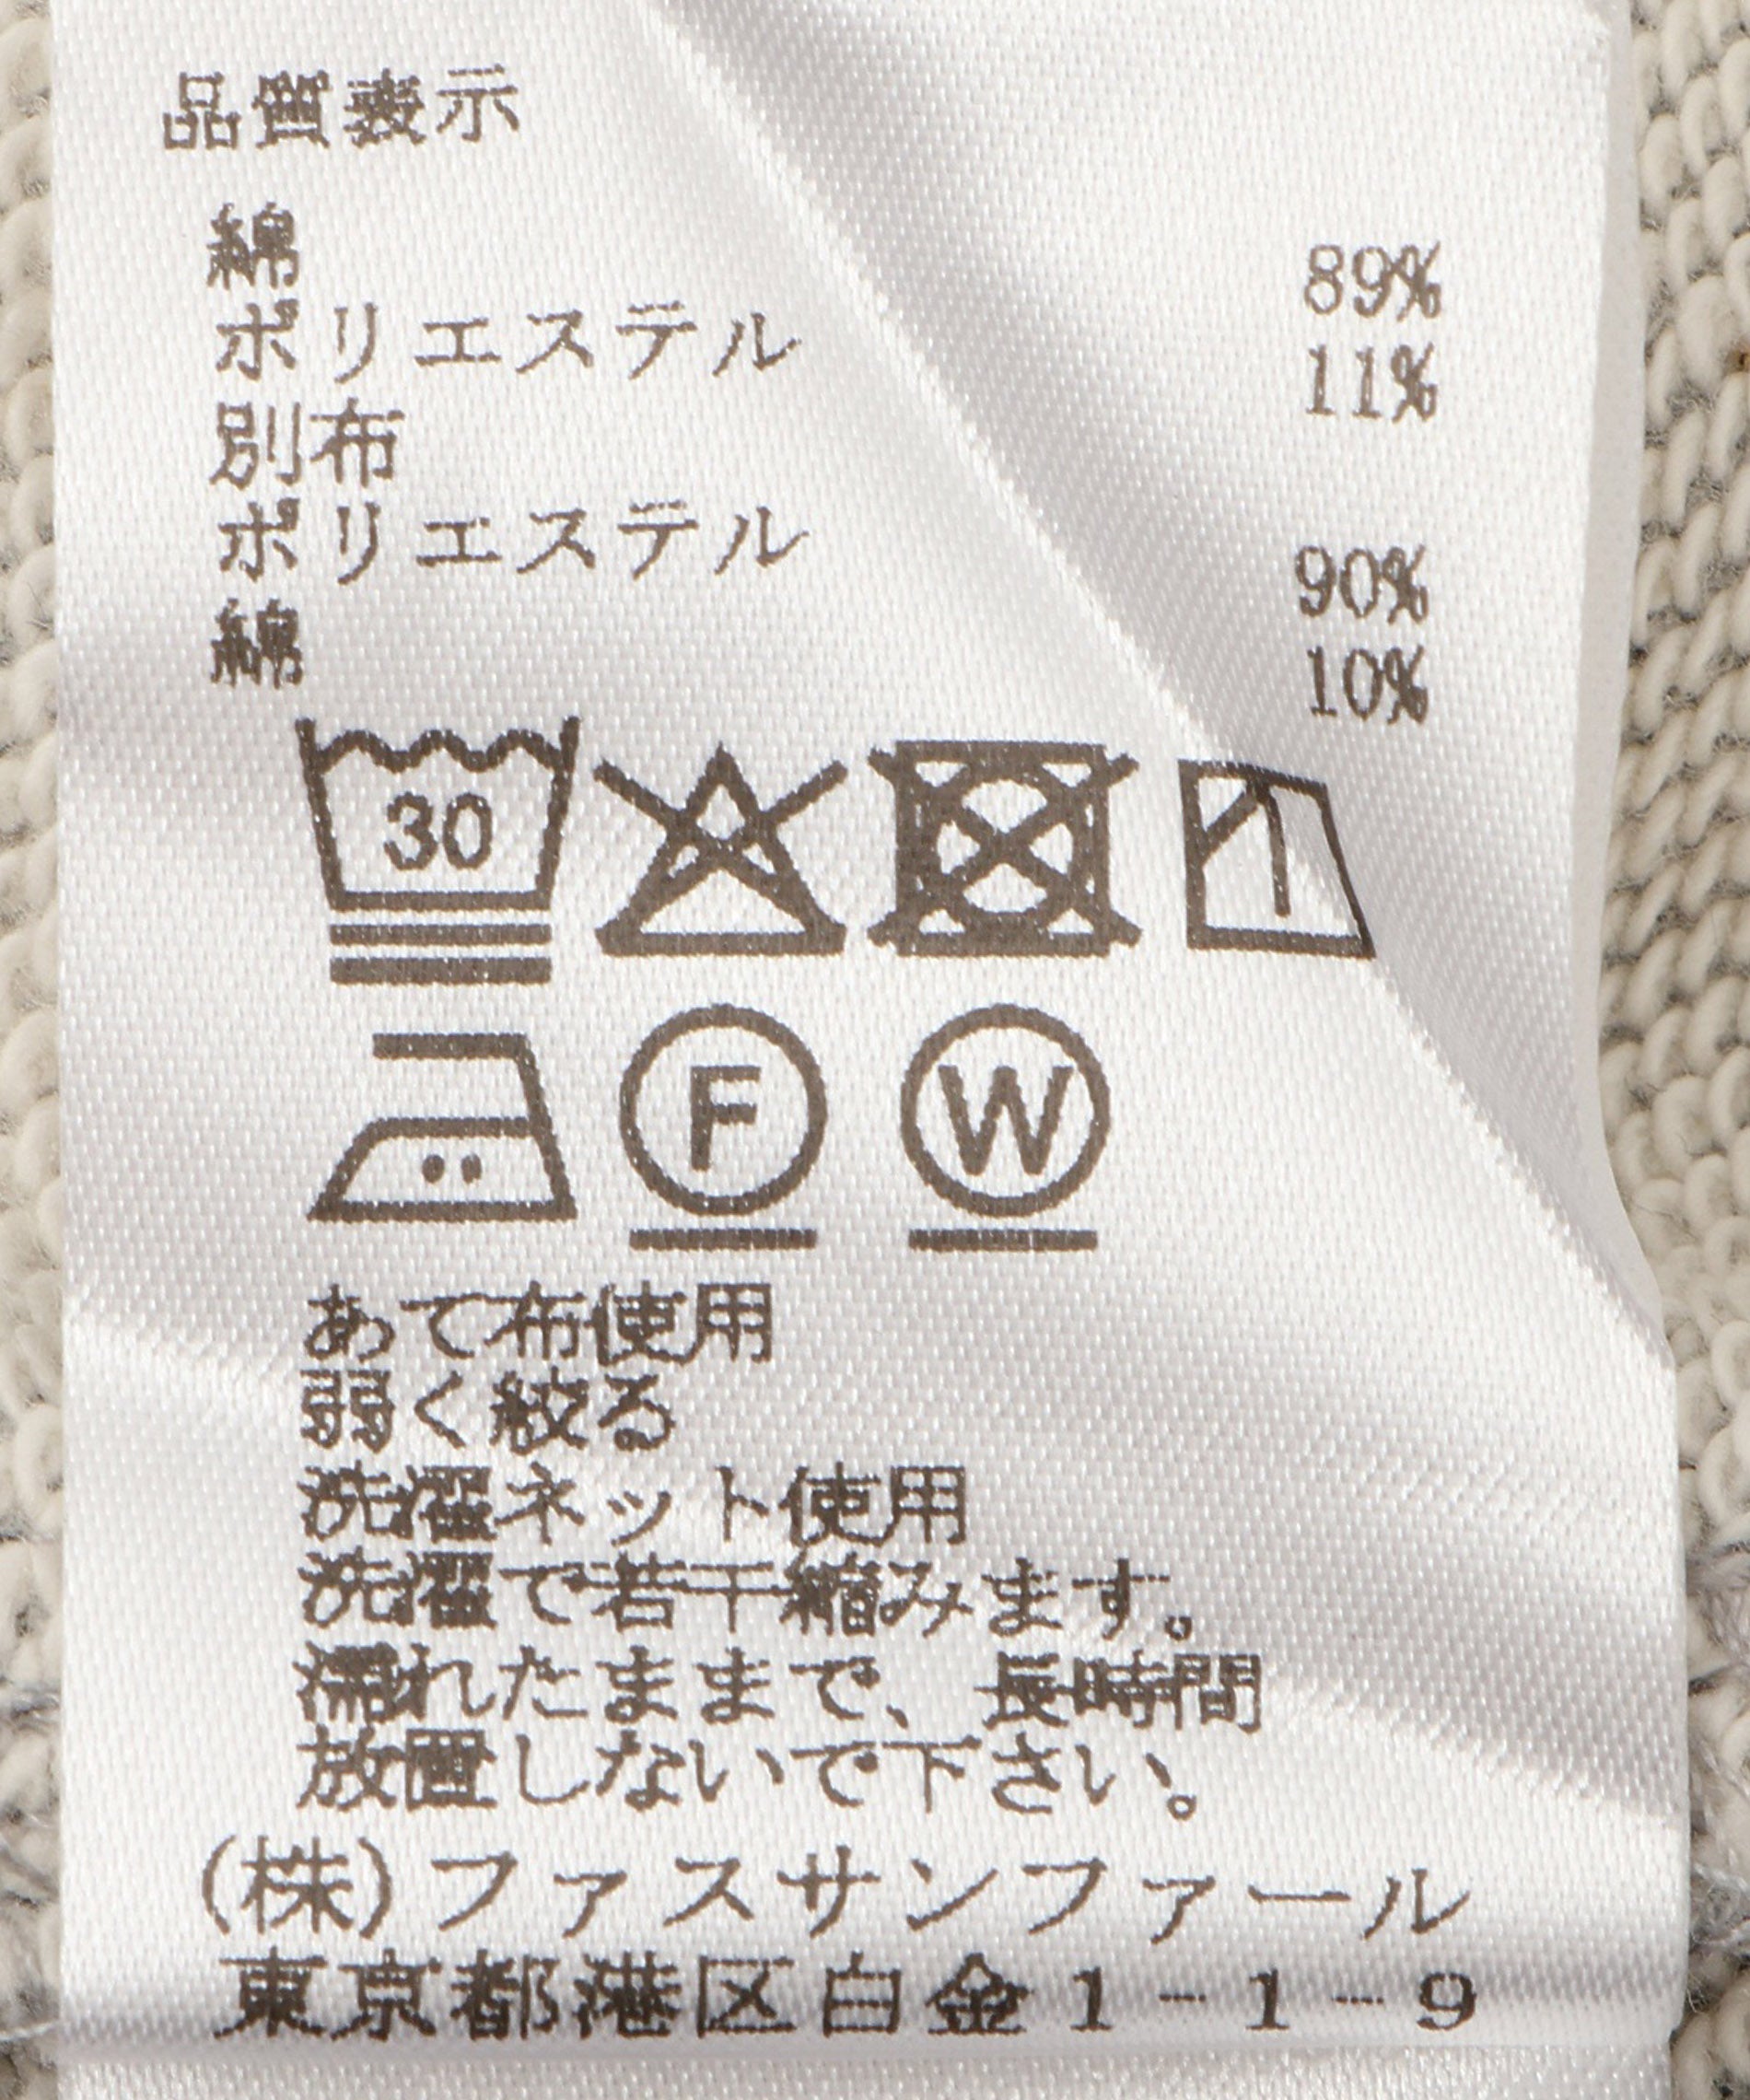 品質表示
綿 89%
ポリエステル 11%
別布
ポリエステル 90%
綿 10%
30
F W
あて布使用
弱く絞る
洗濯ネット使用
洗濯で若干縮みます。
濡れたままで、長時間
放置しないで下さい。
(株)ファスサンファール
東京都港区白金1-1-9